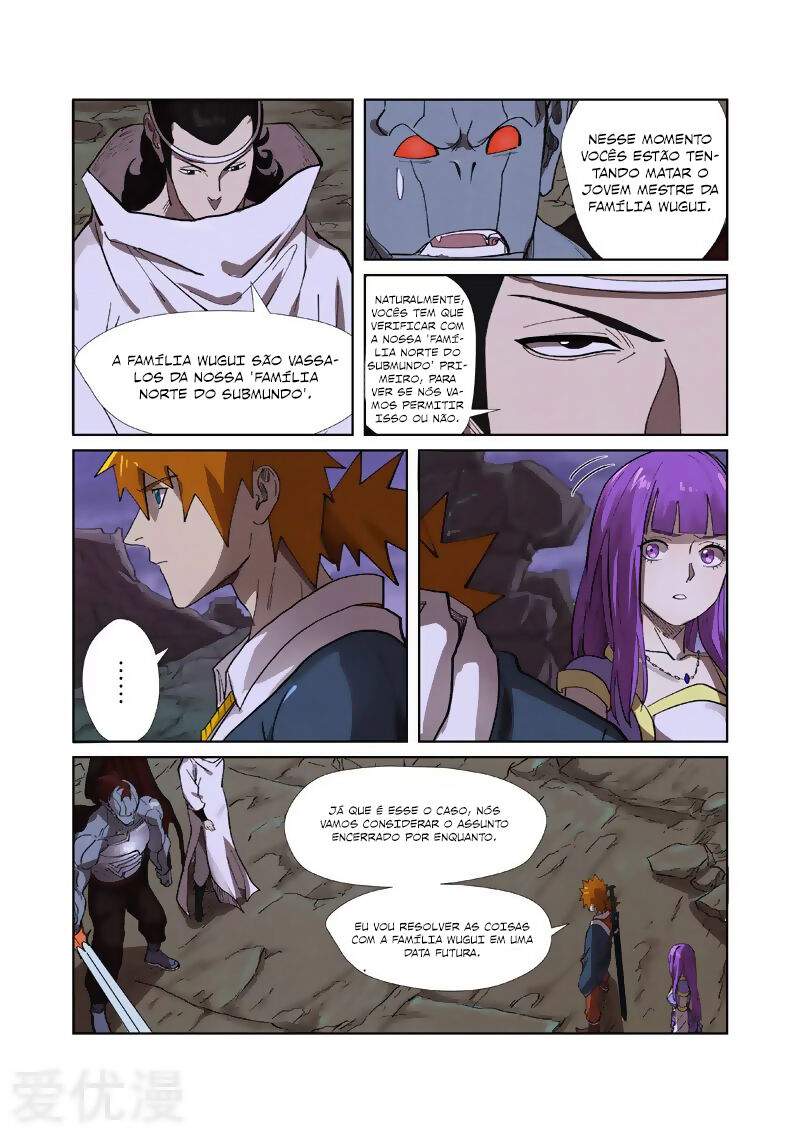 A FAMÍLIA WUGUI SÃO VASSA-
LOS DA NOSSA 'FAMÍLIA
NORTE DO SUBMUNDO'.
NESSE MOMENTO
VOCÊS ESTÃO TEN-
TANDO MATAR O
JOVEM MESTRE DA
FAMÍLIA WUGUI.
NATURALMENTE,
VOCÊS TEM QUE
VERIFICAR COM
A NOSSA 'FAM-
ÍLIA NORTE DO
SUBMUNDO' PRI-
MEIRO, PARA
VER SE NÓS VA-
MOS PERMITIR
ISSO OU NÃO.
......
JÁ QUE É ESSE O CASO, NÓS
VAMOS CONSIDERAR O ASSUNTO
ENCERRADO POR ENQUANTO.
EU VOU RESOLVER AS COISAS
COM A FAMÍLIA WUGUI EM UMA
DATA FUTURA.
爱优漫